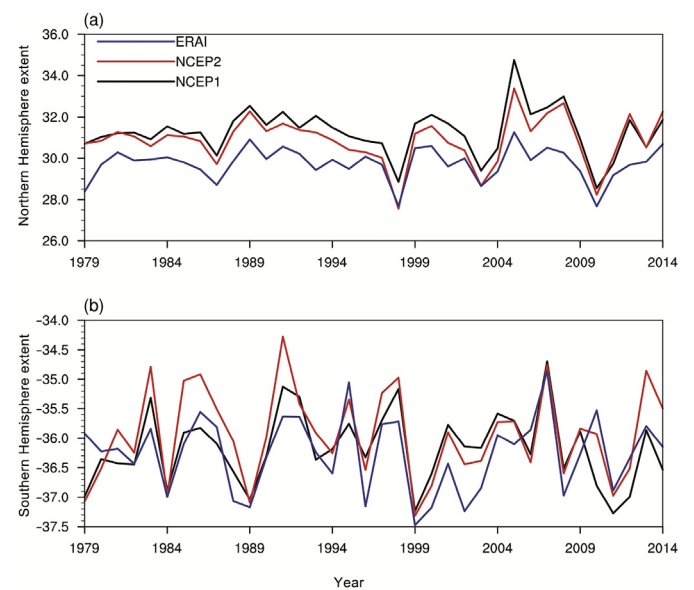 (a)
Northern Hemisphere extent
36.0
34.0
32.0
30.0
28.0
26.0
ERAI
NCEP2
NCEP1
1979 1984 1989 1994 1999 2004 2009 2014
(b)
Southern Hemisphere extent
−34.0
−34.5
−35.0
−35.5
−36.0
−36.5
−37.0
−37.5
1979 1984 1989 1994 1999 2004 2009 2014
Year